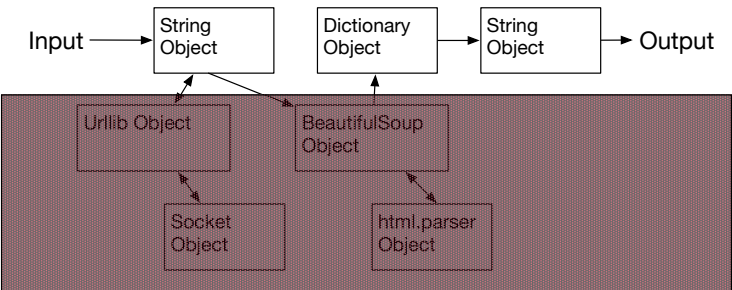 Input
String
Object
Dictionary
Object
String
Object
Output
Urllib Object
BeautifulSoup
Object
Socket
Object
html.parser
Object